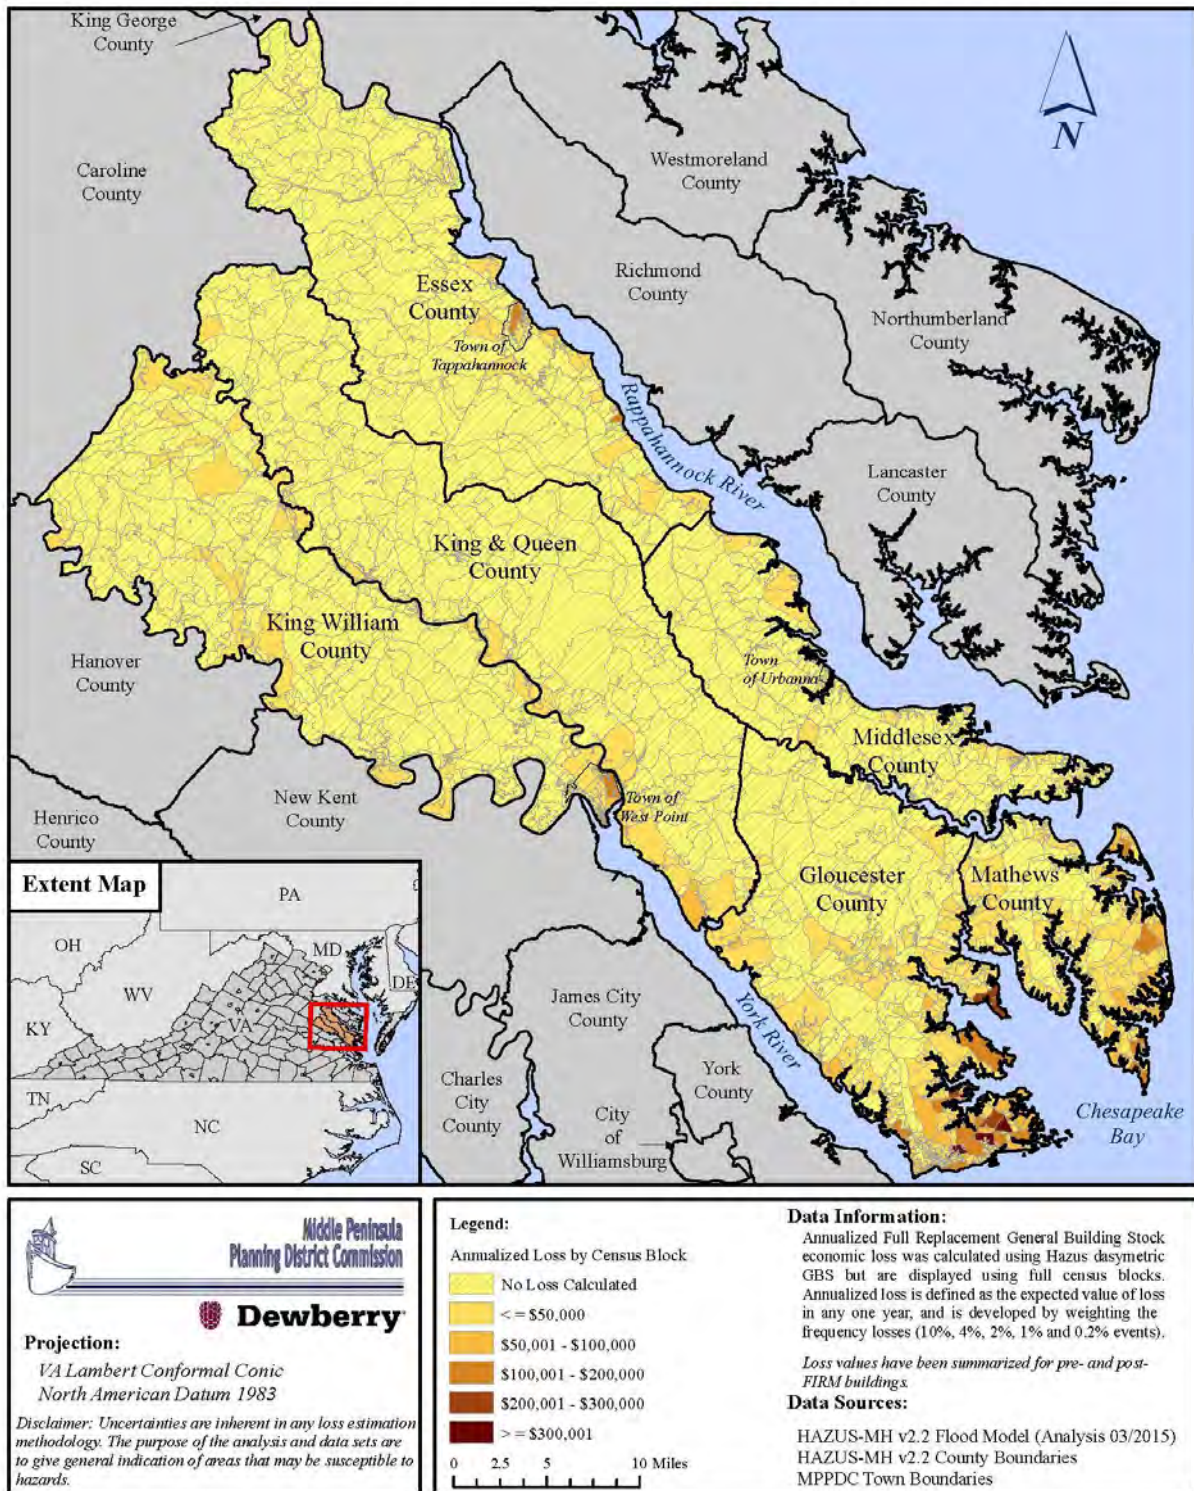 King George
County
Caroline
County
Westmoreland
County
Richmond
County
Northumberland
County
Essex
County
Town of
Tappahannock
Rappahannock River
Lancaster
County
King & Queen
County
King William
County
Hanover
County
Town
of Urbanna
Middlesex
County
New Kent
County
Town of
West Point
Henrico
County
Gloucester
County
Mathews
County
James City
County
York River
York
County
Charles
City
County
City
of
Williamsburg
Chesapeake
Bay
N
Extent Map
PA
OH
MD
DE
WV
KY
VA
TN
NC
SC
Middle Peninsula
Planning District Commission
Dewberry
Projection:
VA Lambert Conformal Conic
North American Datum 1983
Disclaimer: Uncertainties are inherent in any loss estimation
methodology. The purpose of the analysis and data sets are
to give general indication of areas that may be susceptible to
hazards.
Legend:
Annualized Loss by Census Block
No Loss Calculated
< = $50,000
$50,001 - $100,000
$100,001 - $200,000
$200,001 - $300,000
> = $300,001
0 2.5 5 10 Miles
Data Information:
Annualized Full Replacement General Building Stock
economic loss was calculated using Hazus dasymetric
GBS but are displayed using full census blocks.
Annualized loss is defined as the expected value of loss
in any one year, and is developed by weighting the
frequency losses (10%, 4%, 2%, 1% and 0.2% events).
Loss values have been summarized for pre- and post-
FIRM buildings.
Data Sources:
HAZUS-MH v2.2 Flood Model (Analysis 03/2015)
HAZUS-MH v2.2 County Boundaries
MPPDC Town Boundaries